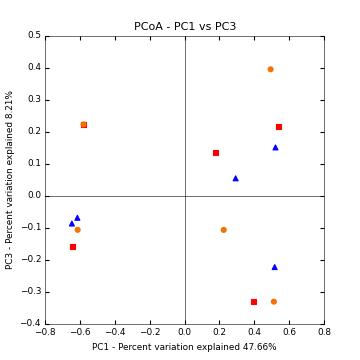 PCoA - PC1 vs PC3
0.5
0.4
0.3
0.2
0.1
0.0
−0.1
−0.2
−0.3
−0.4
−0.8 −0.6 −0.4 −0.2 0.0 0.2 0.4 0.6 0.8
PC3 - Percent variation explained 8.21%
PC1 - Percent variation explained 47.66%